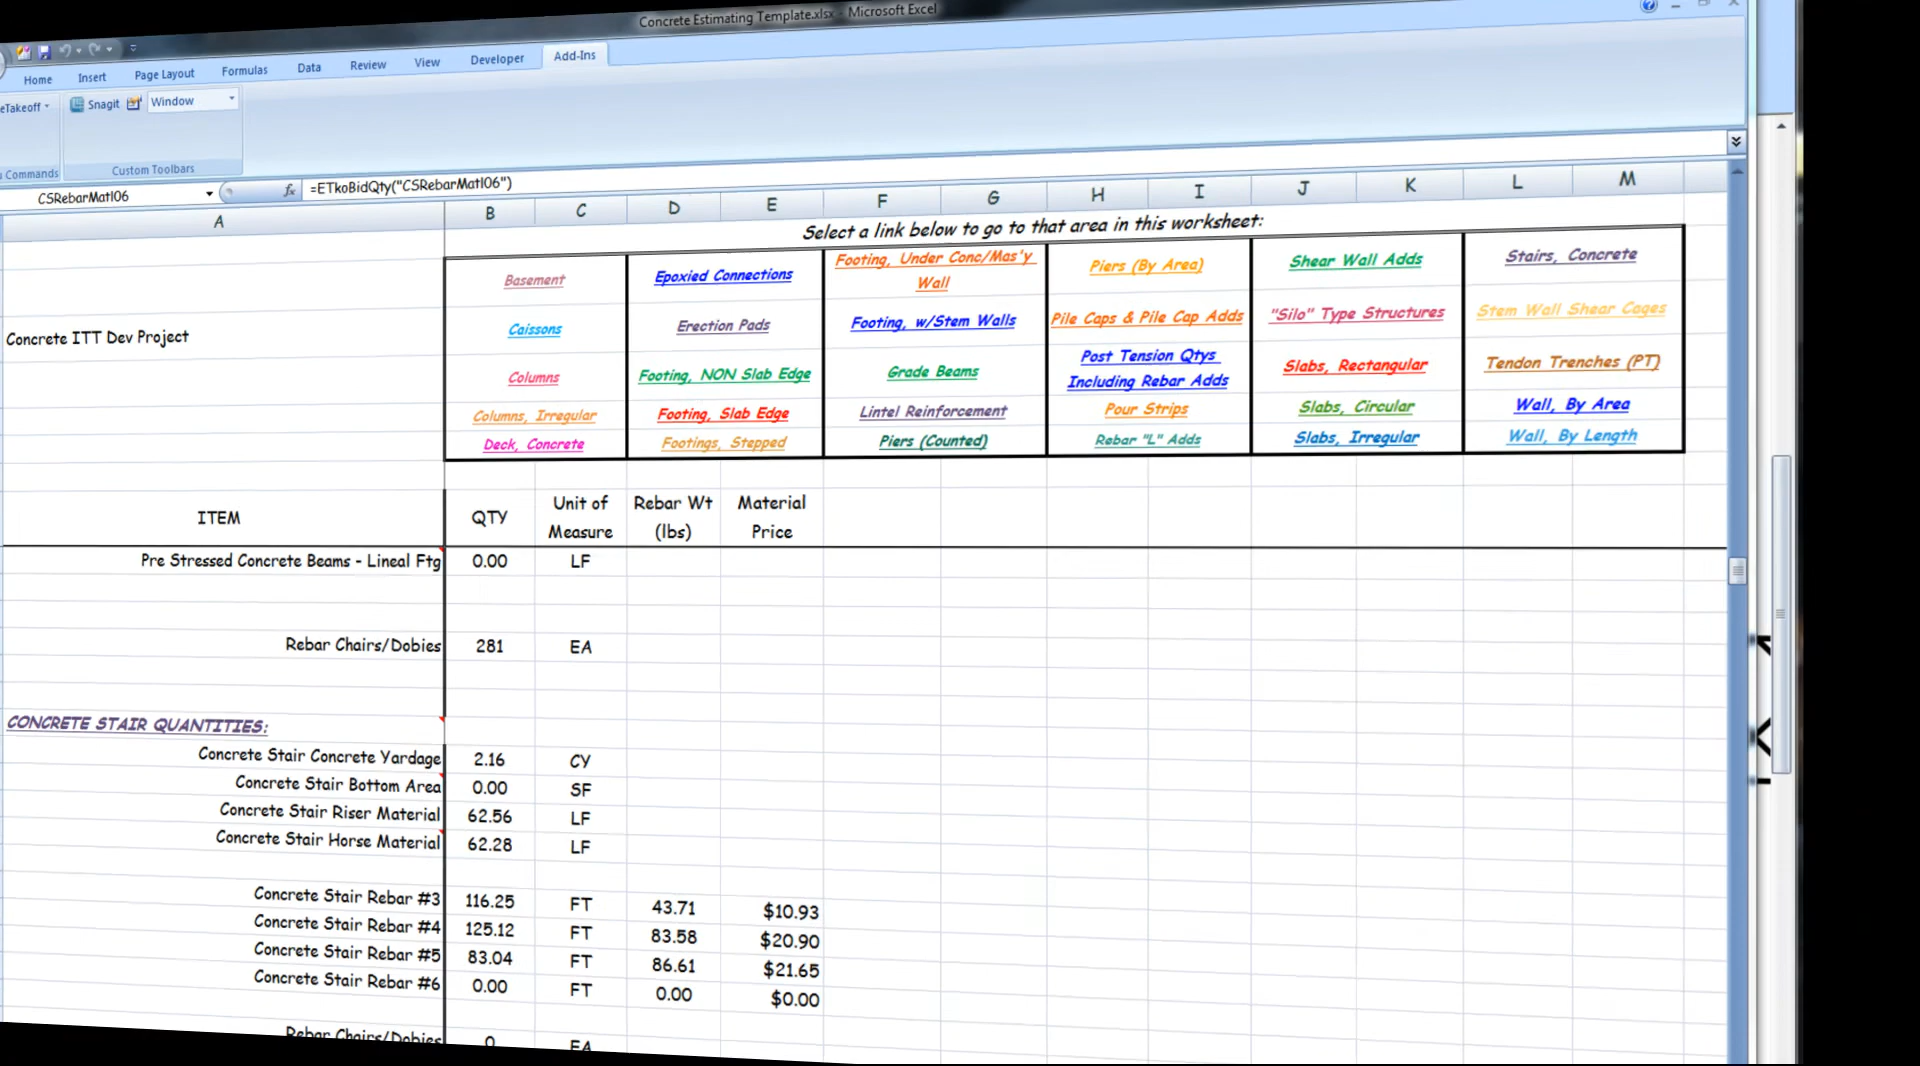 Concrete Estimating Template.xlsx - Microsoft Excel
Home Insert Page Layout Formulas Data Review View Developer Add-Ins
eTakeoff Snagit Window
Commands Custom Toolbars
CSRebarMatl06 fx =ETkoBidQty("CSRebarMatl06")
A B C D E F G H I J K L M
Select a link below to go to that area in this worksheet:
Basement Epoxied Connections Footing, Under Conc/Mas'y Wall Piers (By Area) Shear Wall Adds Stairs, Concrete
Concrete ITT Dev Project Caissons Erection Pads Footing, w/Stem Walls Pile Caps & Pile Cap Adds "Silo" Type Structures Stem Wall Shear Cages
Columns Footing, NON Slab Edge Grade Beams Post Tension Qtys Including Rebar Adds Slabs, Rectangular Tendon Trenches (PT)
Columns, Irregular Footing, Slab Edge Lintel Reinforcement Pour Strips Slabs, Circular Wall, By Area
Deck, Concrete Footings, Stepped Piers (Counted) Rebar "L" Adds Slabs, Irregular Wall, By Length
ITEM QTY Unit of Measure Rebar Wt (lbs) Material Price
Pre Stressed Concrete Beams - Lineal Ftg 0.00 LF
Rebar Chairs/Dobies 281 EA
CONCRETE STAIR QUANTITIES:
Concrete Stair Concrete Yardage 2.16 CY
Concrete Stair Bottom Area 0.00 SF
Concrete Stair Riser Material 62.56 LF
Concrete Stair Horse Material 62.28 LF
Concrete Stair Rebar #3 116.25 FT 43.71 $10.93
Concrete Stair Rebar #4 125.12 FT 83.58 $20.90
Concrete Stair Rebar #5 83.04 FT 86.61 $21.65
Concrete Stair Rebar #6 0.00 FT 0.00 $0.00
Rebar Chairs/Dobies 0 EA